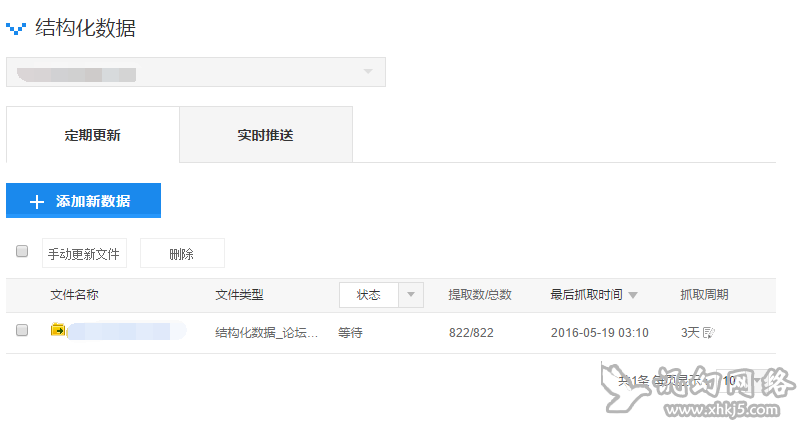 结构化数据
定期更新 实时推送
添加新数据
手动更新文件 删除
文件名称 文件类型 状态 提取数/总数 最后抓取时间 抓取周期
结构化数据_论坛... 等待 822/822 2016-05-19 03:10 3天
共1条 每页显示 10
网络
www.xhkj5.com